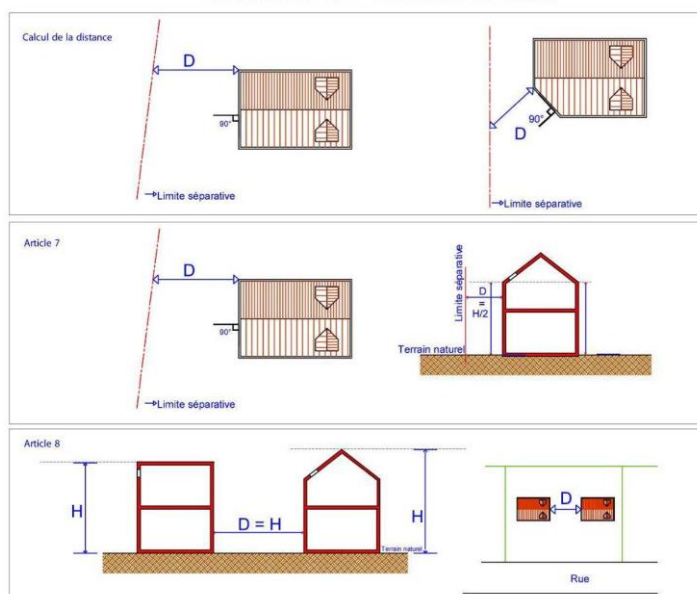 Calcul de la distance
D
90°
Limite séparative
D
90°
Limite séparative
Article 7
D
90°
Limite séparative
Limite séparative
D
=
H/2
Terrain naturel
Article 8
H
D = H
H
Terrain naturel
D
Rue